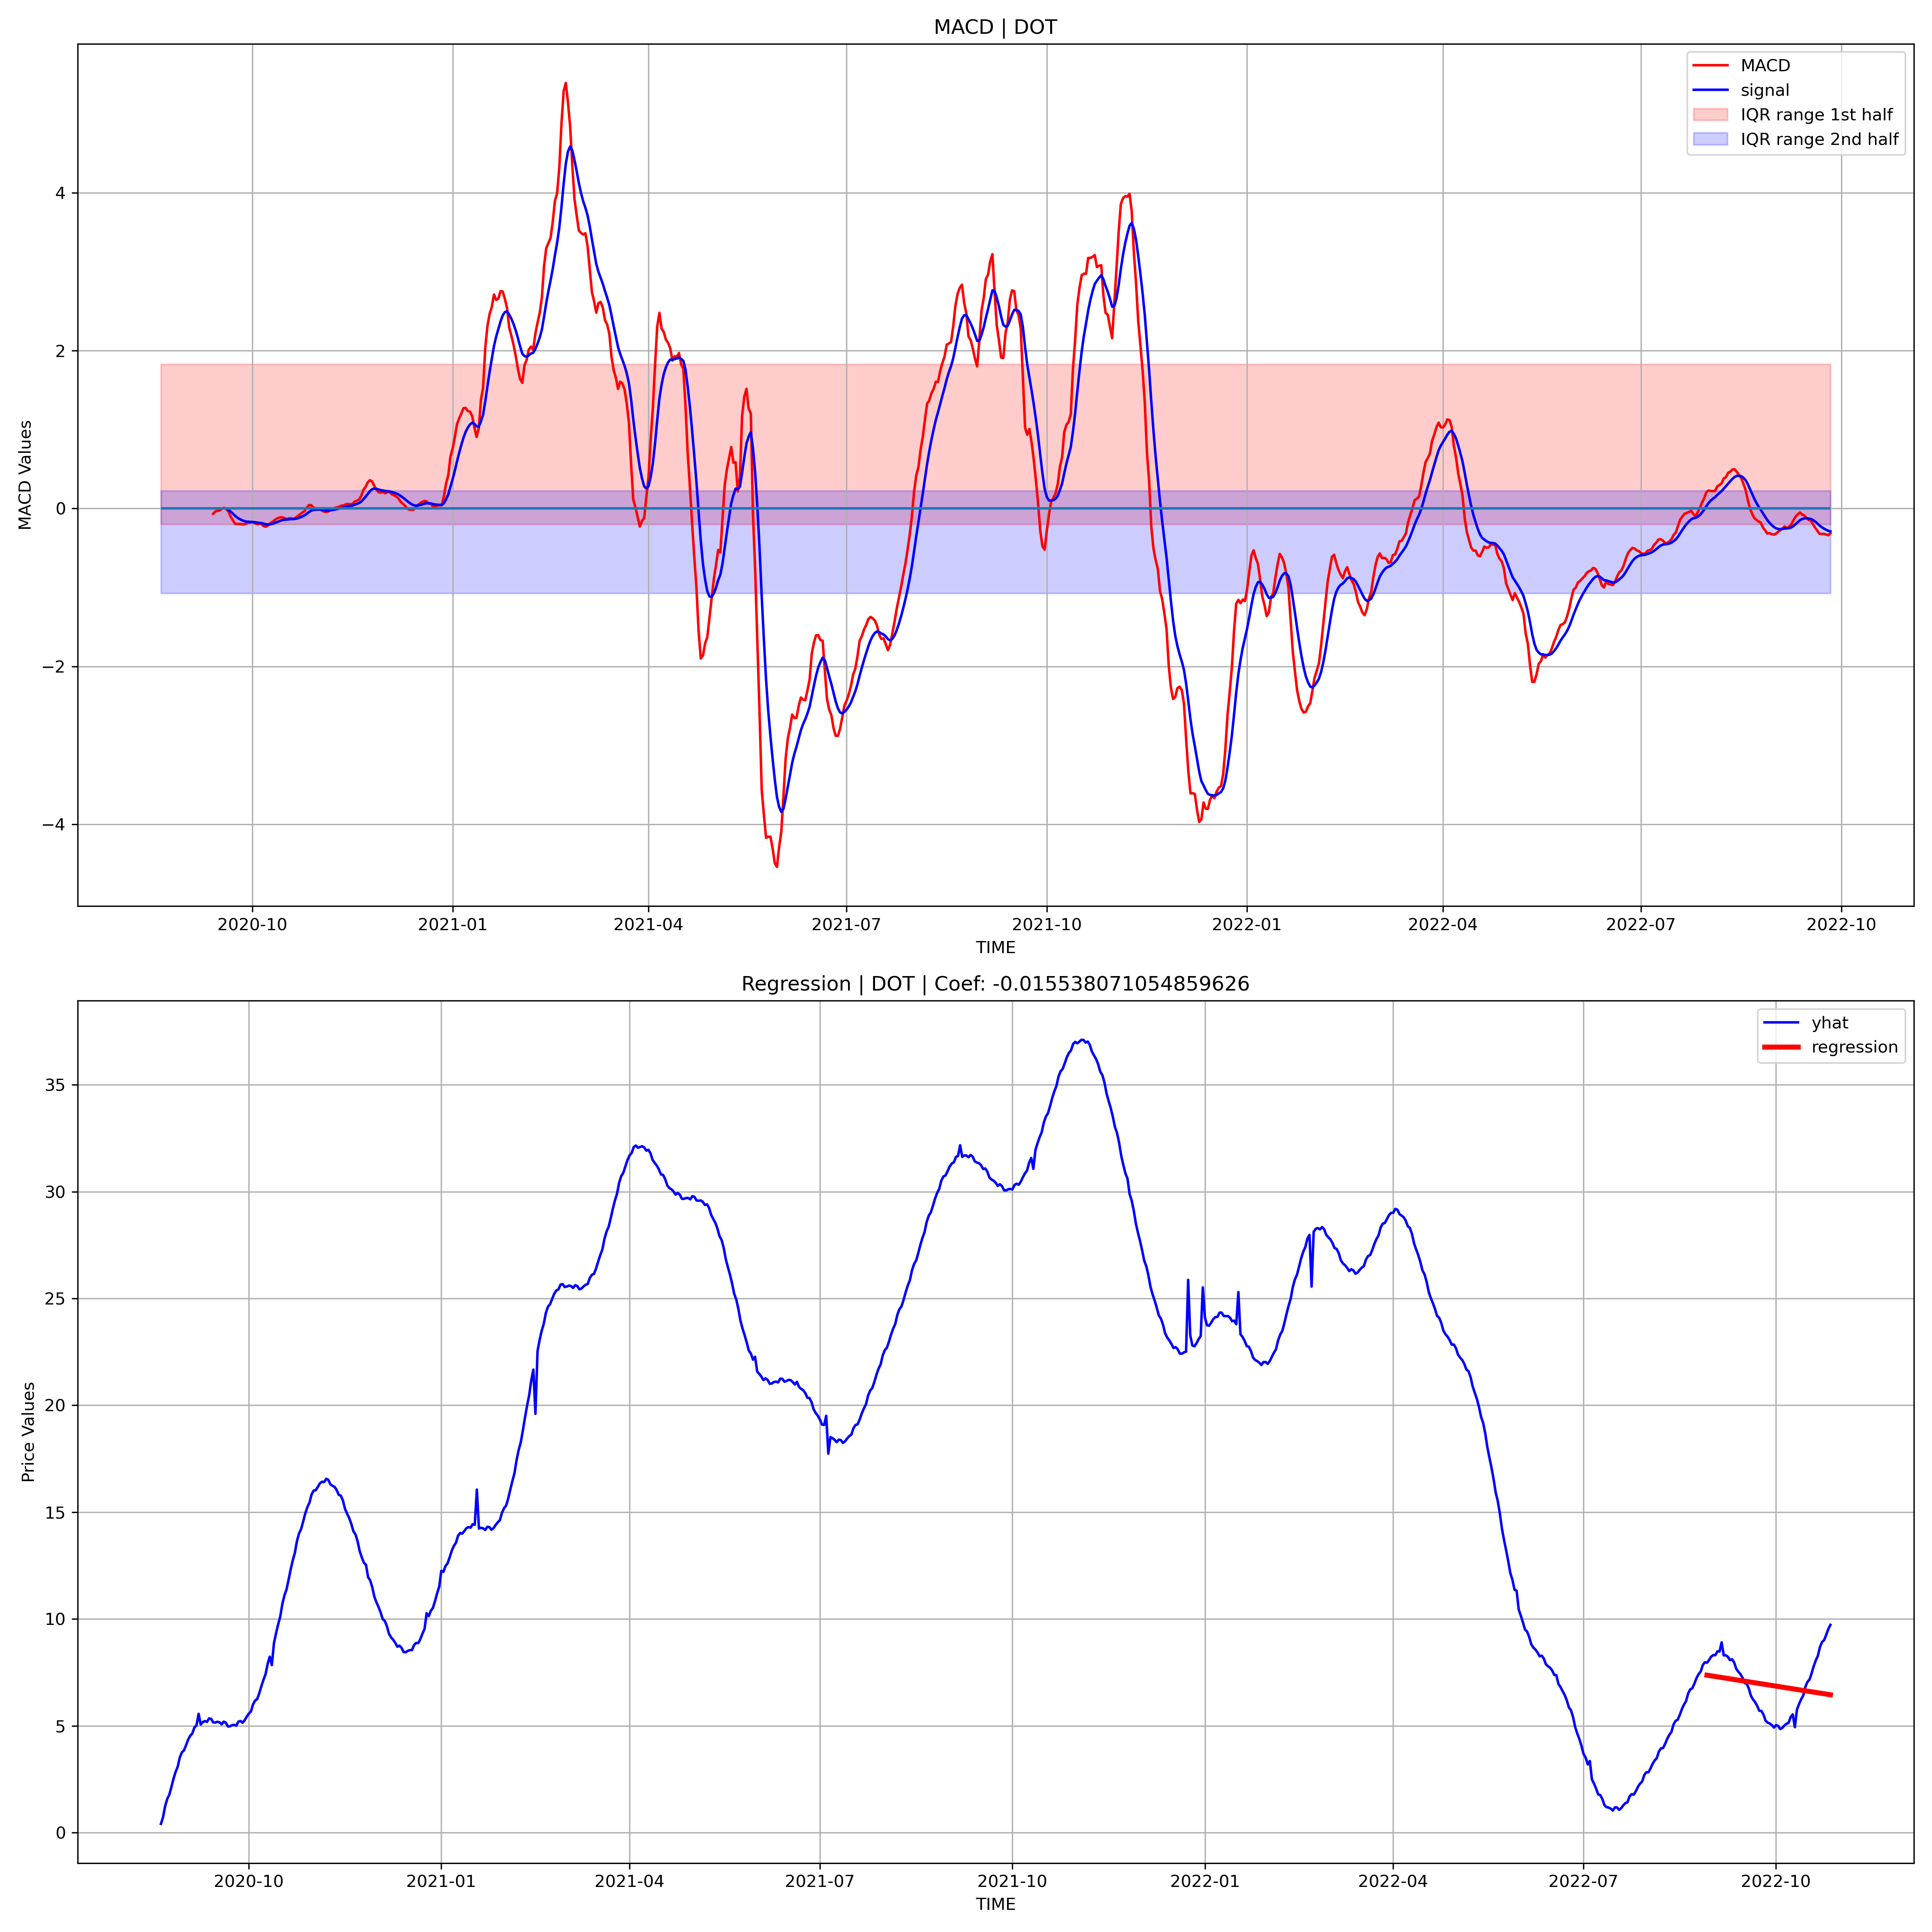 MACD | DOT
MACD
signal
IQR range 1st half
IQR range 2nd half
MACD Values
4
2
0
−2
−4
2020-10
2021-01
2021-04
2021-07
2021-10
2022-01
2022-04
2022-07
2022-10
TIME
Regression | DOT | Coef: -0.015538071054859626
yhat
regression
Price Values
35
30
25
20
15
10
5
0
2020-10
2021-01
2021-04
2021-07
2021-10
2022-01
2022-04
2022-07
2022-10
TIME